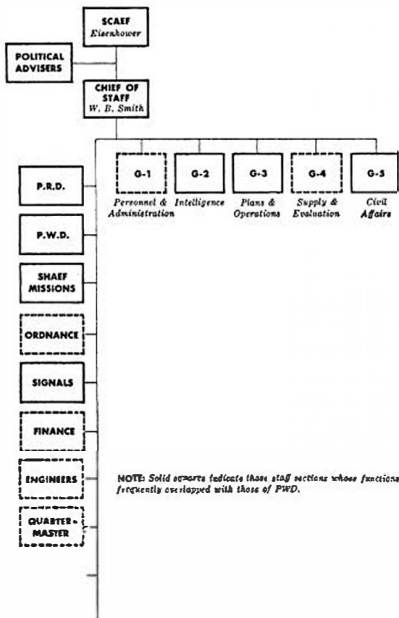 SCAEF
Eisenhower
POLITICAL
ADVISERS
CHIEF OF
STAFF
W. B. Smith
G-1
G-2
G-3
G-4
G-5
Personnel &
Administration
Intelligence
Plans &
Operations
Supply &
Evaluation
Civil
Affairs
P.R.D.
P.W.D.
SHAEF
MISSIONS
ORDNANCE
SIGNALS
FINANCE
ENGINEERS
QUARTER-
MASTER
NOTE: Solid squares indicate those staff sections whose functions
frequently overlapped with those of PWD.